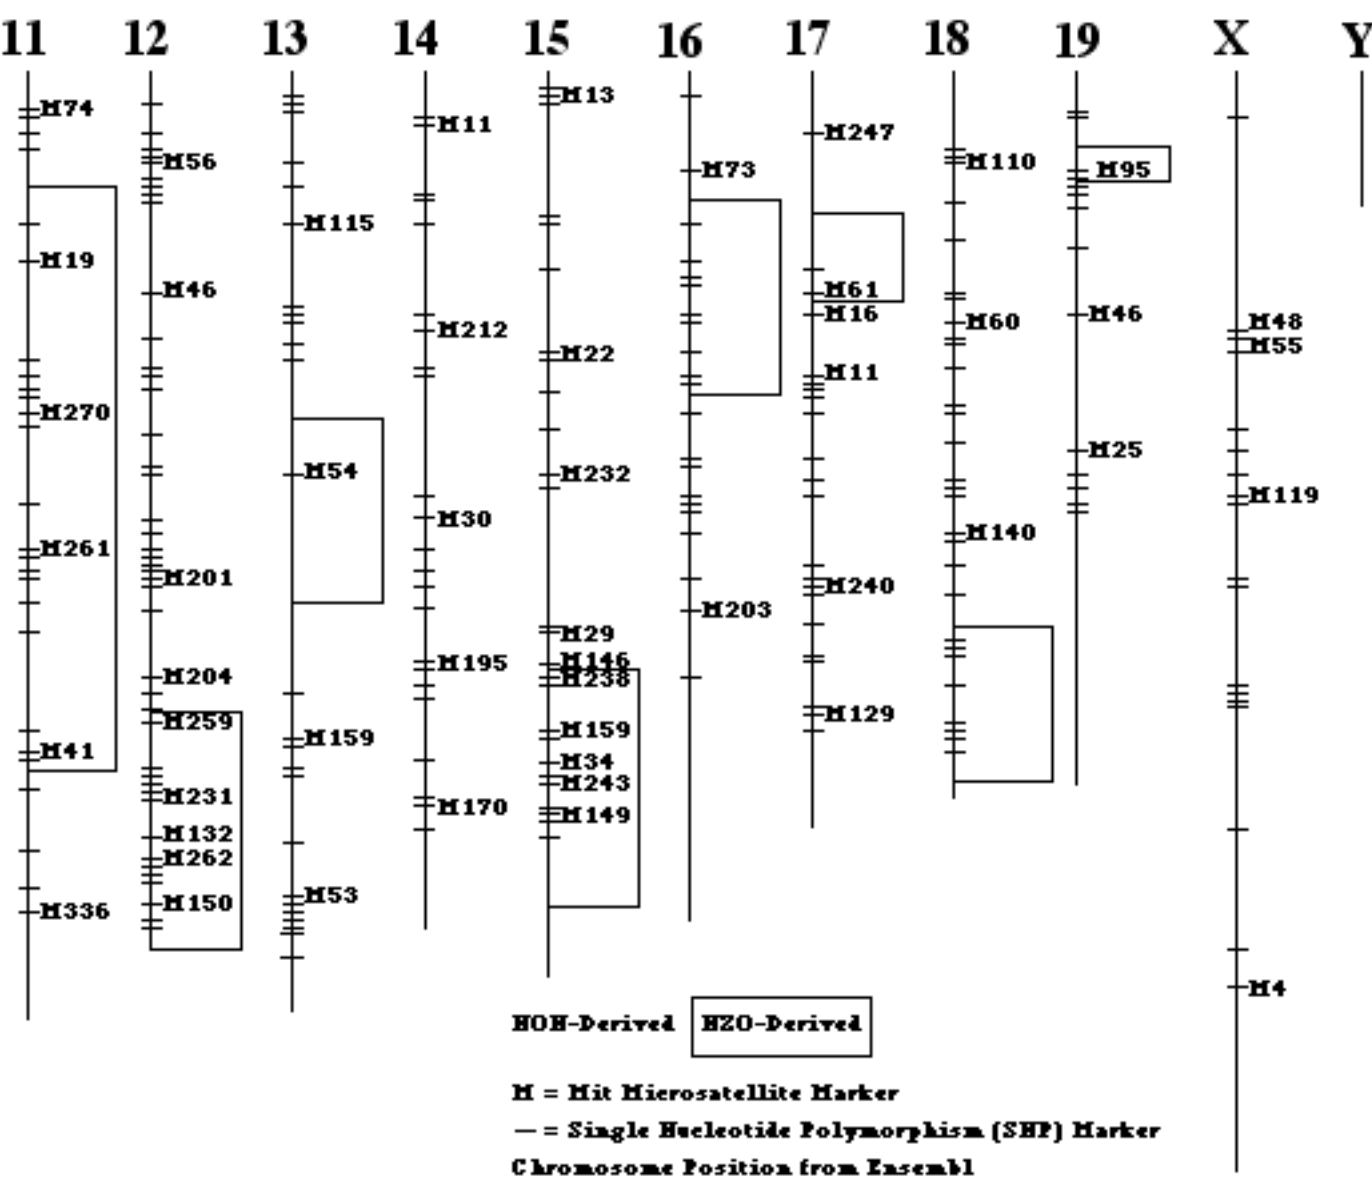 11 12 13 14 15 16 17 18 19 X Y
M74
M19
M270
M261
M41
M336
M56
M46
M201
M204
M259
M231
M132
M262
M150
M115
M54
M159
M53
M11
M212
M30
M195
M170
M13
M22
M232
M29
M146
M238
M159
M34
M243
M149
M73
M203
M247
M61
M16
M11
M240
M129
M110
M60
M140
M95
M46
M25
M48
M55
M119
M4
NON-Derived NZO-Derived
M = Mit Microsatellite Marker
— = Single Nucleotide Polymorphism (SNP) Marker
Chromosome Position from Ensembl